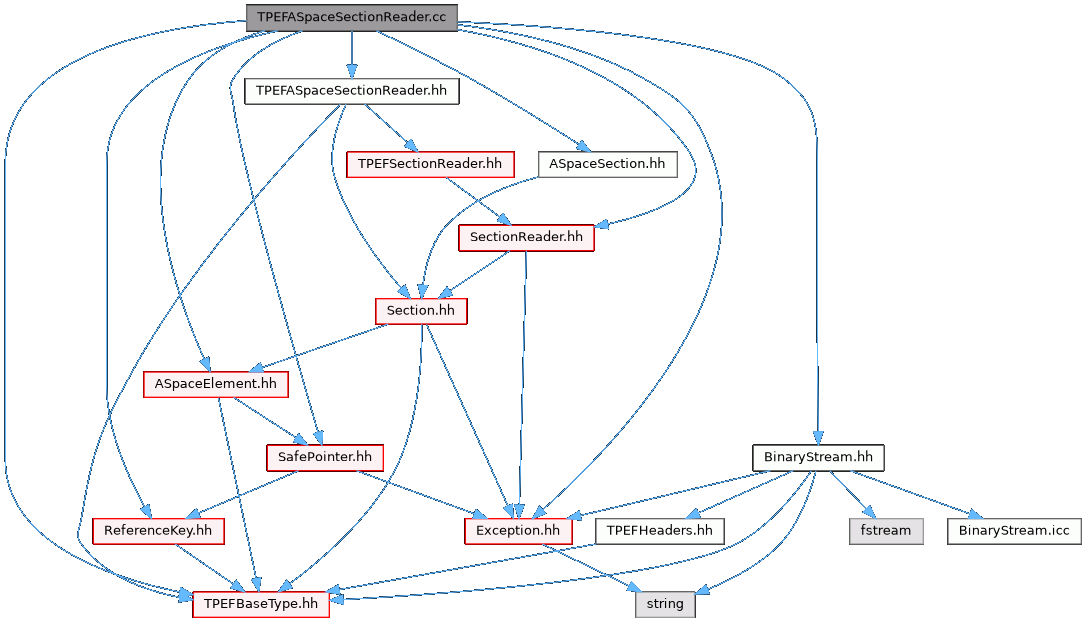 TPEFASpaceSectionReader.cc
TPEFASpaceSectionReader.hh
TPEFSectionReader.hh
ASpaceSection.hh
SectionReader.hh
Section.hh
ASpaceElement.hh
SafePointer.hh
BinaryStream.hh
ReferenceKey.hh
Exception.hh
TPEFHeaders.hh
fstream
BinaryStream.icc
TPEFBaseType.hh
string